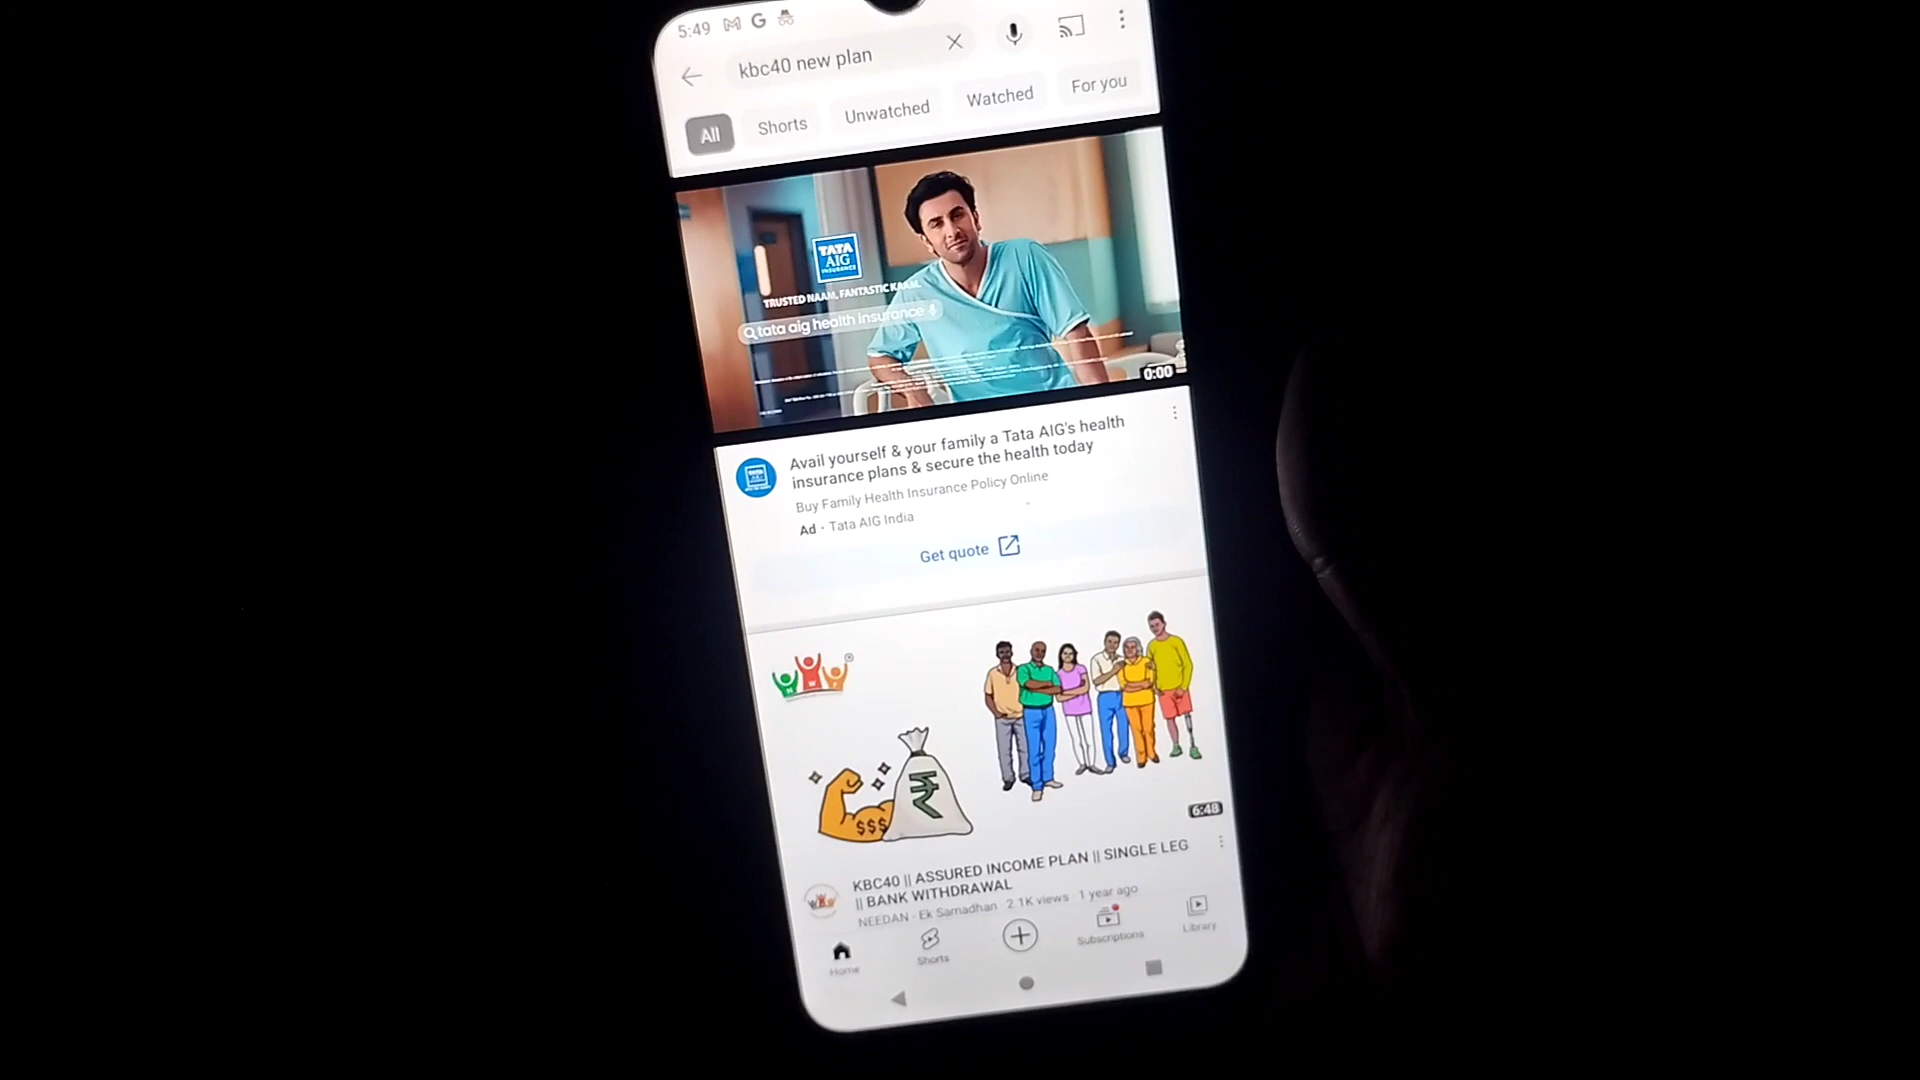 5:49
kbc40 new plan
All
Shorts
Unwatched
Watched
For you
TATA
AIG
INSURANCE
TRUSTED NAAM, FANTASTIC KAAM.
tata aig health insurance
0:00
Avail yourself & your family a Tata AIG's health
insurance plans & secure the health today
Buy Family Health Insurance Policy Online
Ad · Tata AIG India
Get quote
$$$
₹
6:48
KBC40 || ASSURED INCOME PLAN || SINGLE LEG
|| BANK WITHDRAWAL
NEEDAN - Ek Samadhan 2.1K views 1 year ago
Home
Shorts
Subscriptions
Library